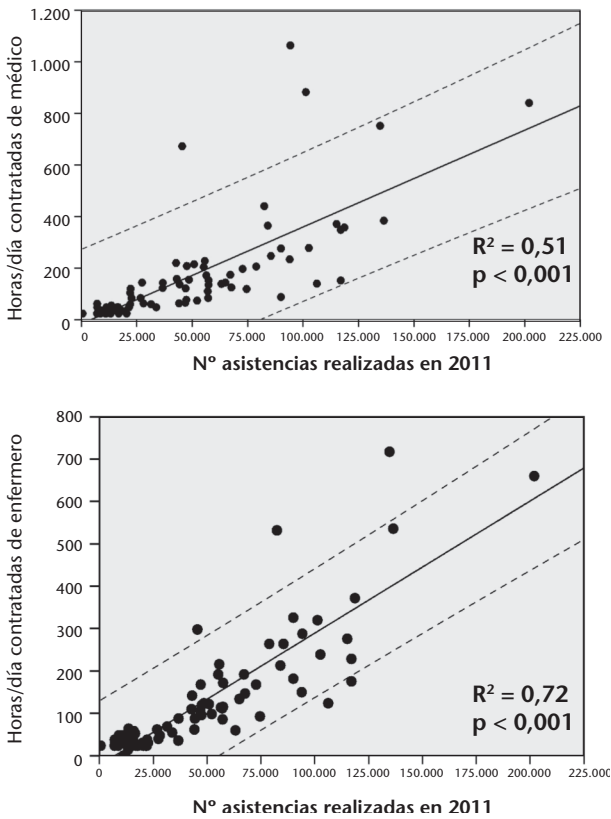 1.200
1.000
800
600
400
200
0
Horas/día contratadas de médico
R² = 0,51
p < 0,001
0 25.000 50.000 75.000 100.000 125.000 150.000 175.000 200.000 225.000
Nº asistencias realizadas en 2011
800
700
600
500
400
300
200
100
0
Horas/día contratadas de enfermero
R² = 0,72
p < 0,001
0 25.000 50.000 75.000 100.000 125.000 150.000 175.000 200.000 225.000
Nº asistencias realizadas en 2011